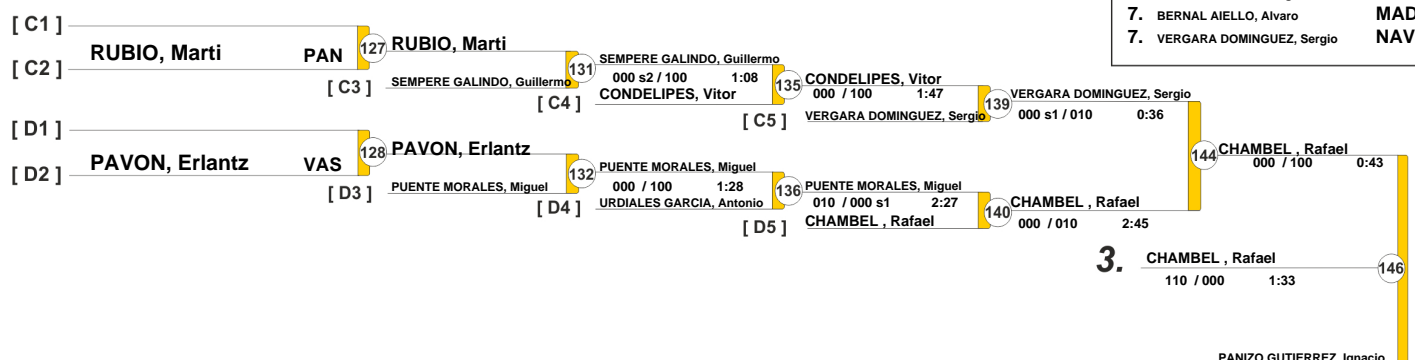 7. BERNAL AIELLO, Alvaro MAD
7. VERGARA DOMINGUEZ, Sergio NAV
[ C1 ]
RUBIO, Marti PAN
[ C2 ]
127
RUBIO, Marti
[ C3 ]
SEMPERE GALINDO, Guillermo
131
SEMPERE GALINDO, Guillermo
000 s2 / 100 1:08
[ C4 ]
CONDELIPES, Vitor
135
CONDELIPES, Vitor
000 / 100 1:47
[ C5 ]
VERGARA DOMINGUEZ, Sergio
139
VERGARA DOMINGUEZ, Sergio
000 s1 / 010 0:36
[ D1 ]
PAVON, Erlantz VAS
[ D2 ]
128
PAVON, Erlantz
[ D3 ]
PUENTE MORALES, Miguel
132
PUENTE MORALES, Miguel
000 / 100 1:28
[ D4 ]
URDIALES GARCIA, Antonio
136
PUENTE MORALES, Miguel
010 / 000 s1 2:27
[ D5 ]
CHAMBEL , Rafael
140
CHAMBEL , Rafael
000 / 010 2:45
144
CHAMBEL , Rafael
000 / 100 0:43
3.
CHAMBEL , Rafael
110 / 000 1:33
146
PANIZO GUTIERREZ, Ignacio